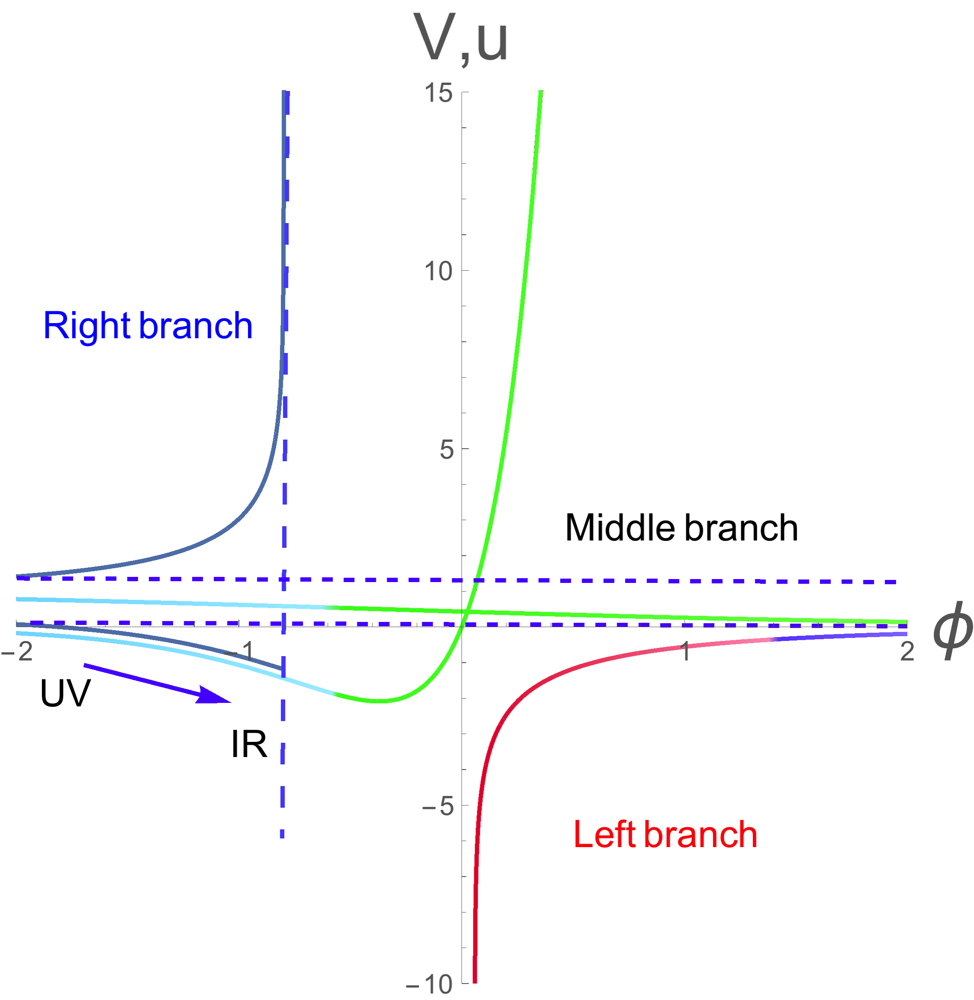 V,u
15
10
Right branch
5
Middle branch
ϕ
−2
−1
1
2
UV
IR
−5
Left branch
−10